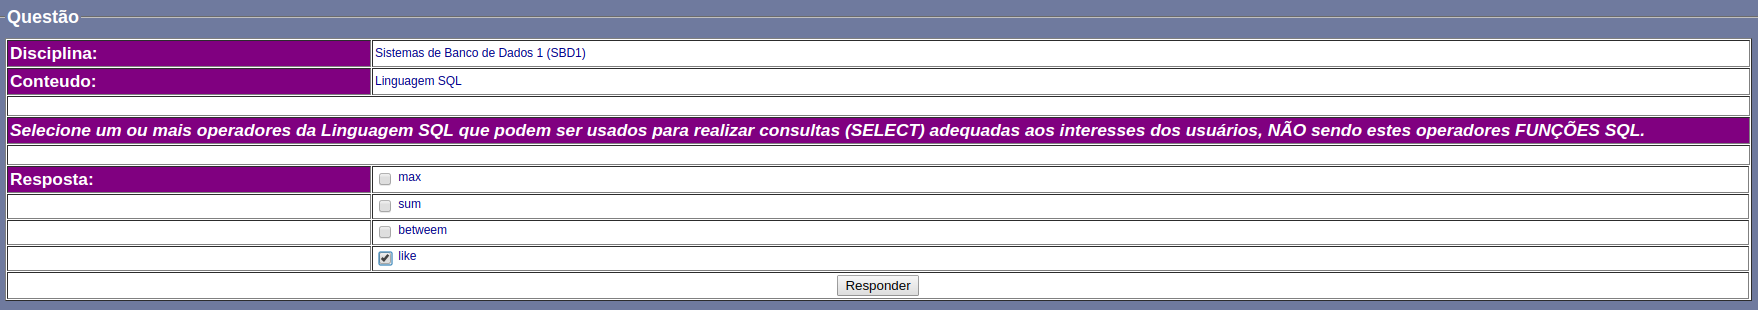 Questão
Disciplina: Sistemas de Banco de Dados 1 (SBD1)
Conteudo: Linguagem SQL
Selecione um ou mais operadores da Linguagem SQL que podem ser usados para realizar consultas (SELECT) adequadas aos interesses dos usuários, NÃO sendo estes operadores FUNÇÕES SQL.
Resposta: max
sum
betweem
like
Responder